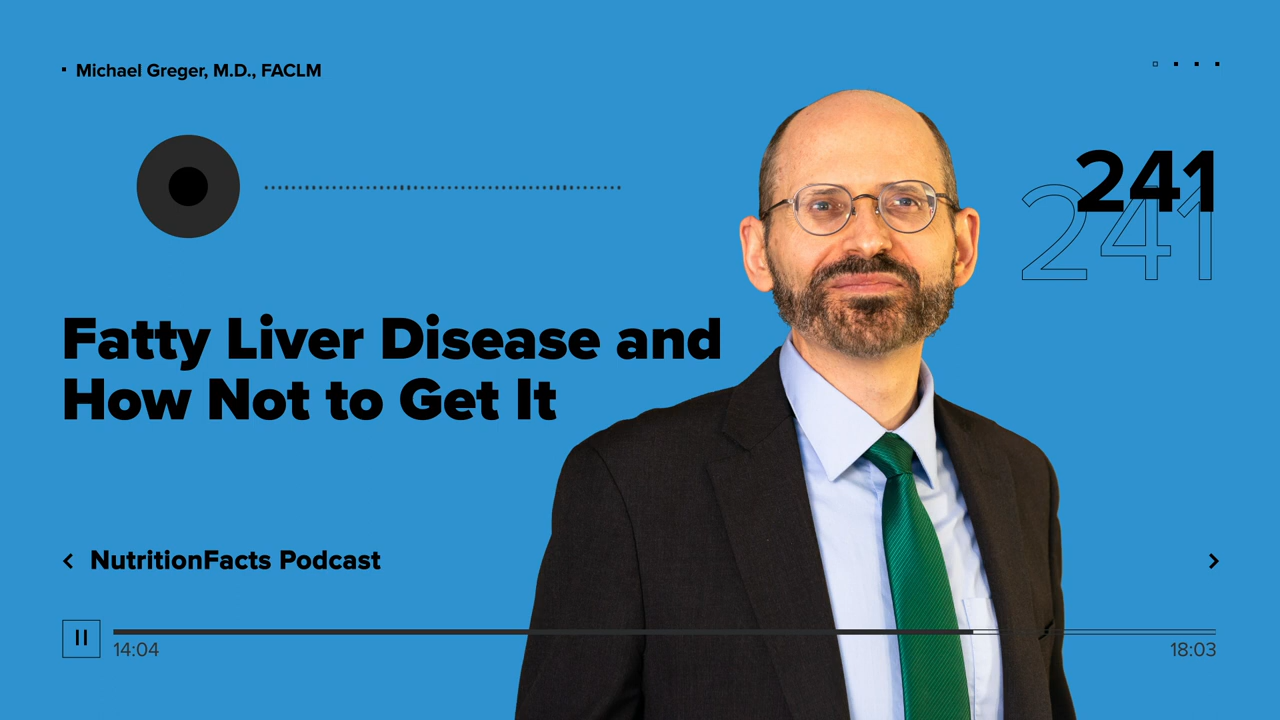 Michael Greger, M.D., FACLM
241
241
Fatty Liver Disease and
How Not to Get It
NutritionFacts Podcast
14:04
18:03